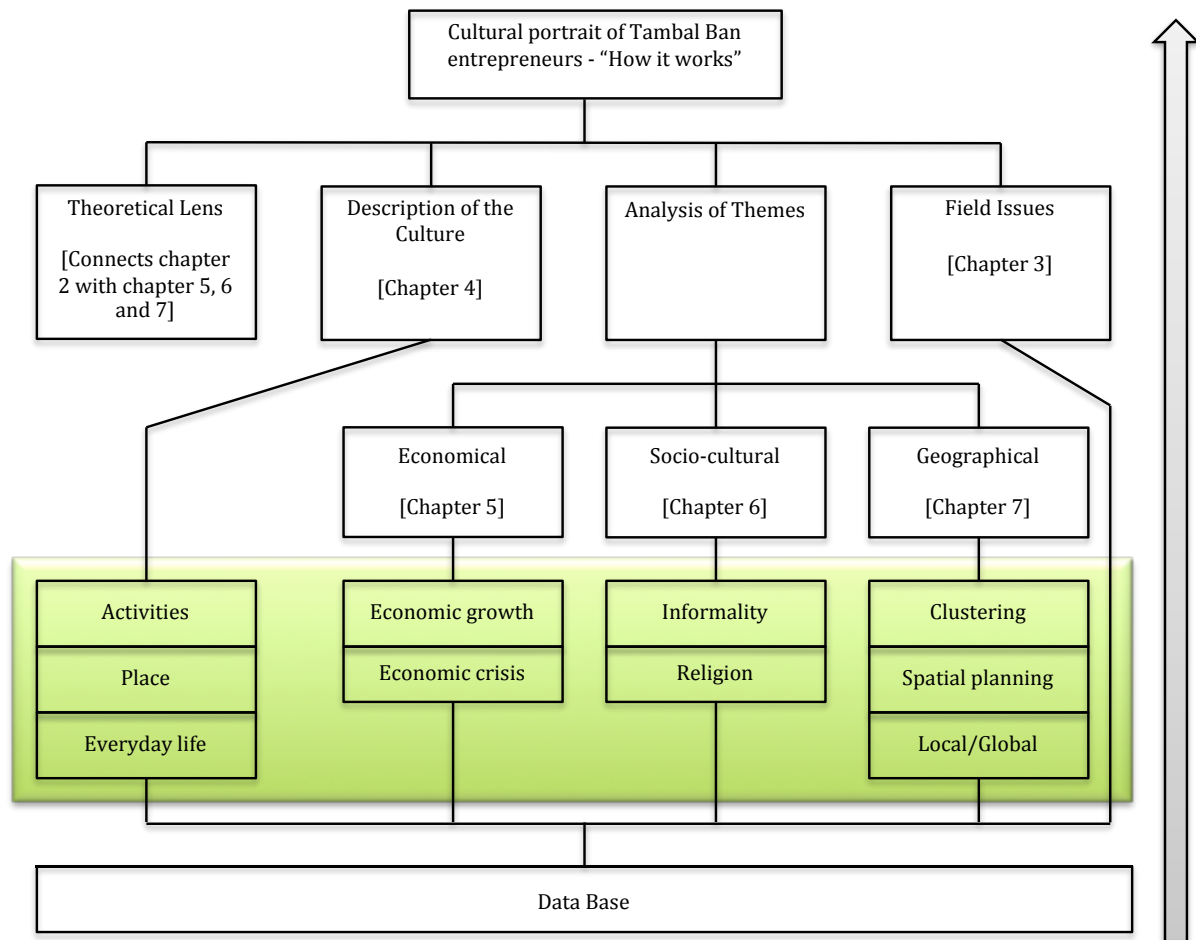 Cultural portrait of Tambal Ban
entrepreneurs - “How it works”
Theoretical Lens
[Connects chapter
2 with chapter 5, 6
and 7]
Description of the
Culture
[Chapter 4]
Analysis of Themes
Field Issues
[Chapter 3]
Economical
[Chapter 5]
Socio-cultural
[Chapter 6]
Geographical
[Chapter 7]
Activities
Place
Everyday life
Economic growth
Economic crisis
Informality
Religion
Clustering
Spatial planning
Local/Global
Data Base